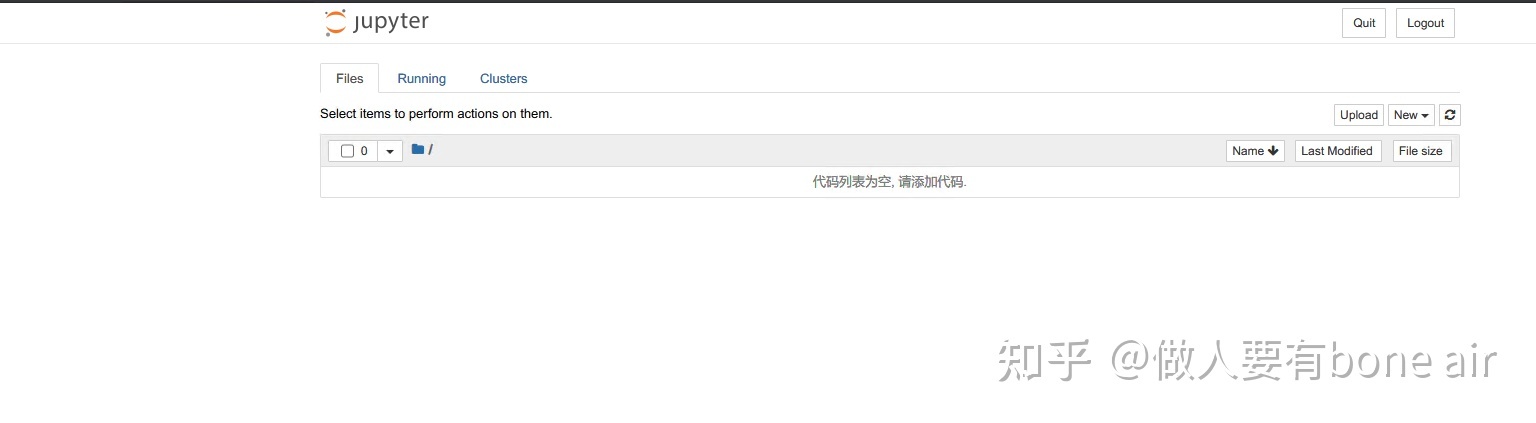 jupyter
Quit
Logout
Files
Running
Clusters
Select items to perform actions on them.
Upload
New
0
/
Name
Last Modified
File size
代码列表为空, 请添加代码.
知乎 @做人要有bone air